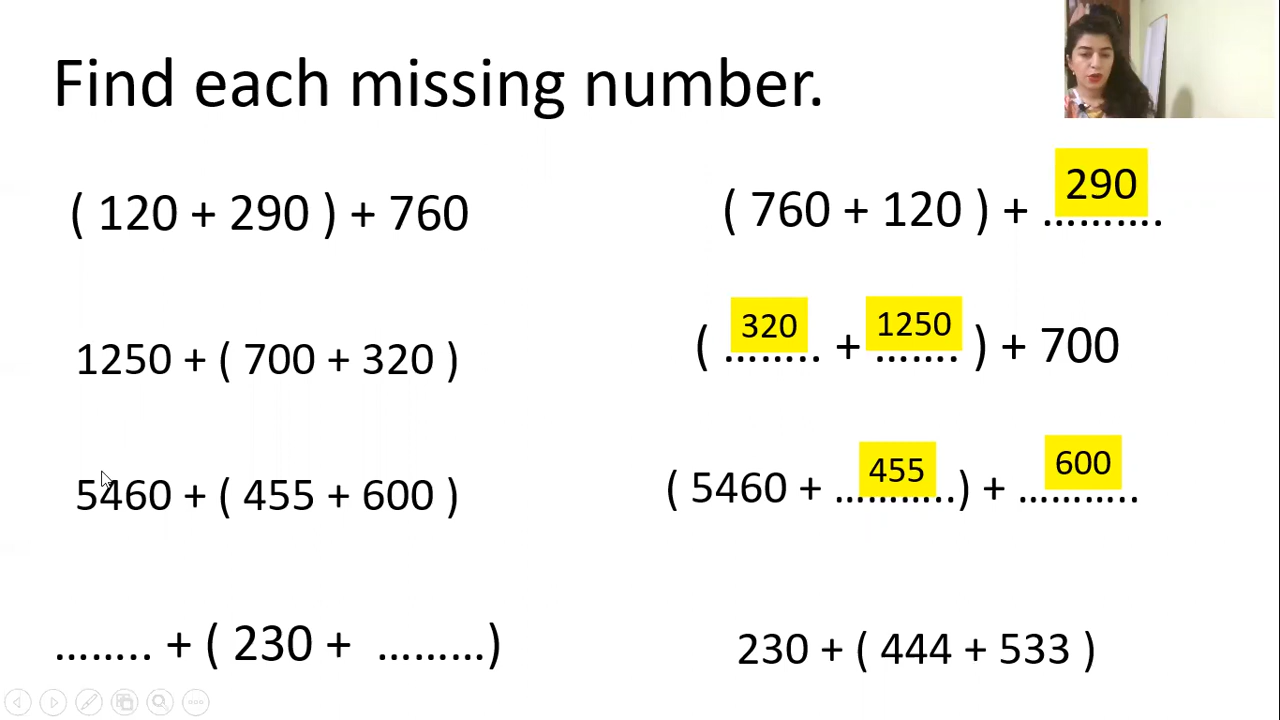 Find each missing number.
( 120 + 290 ) + 760
( 760 + 120 ) + 290 ……….
1250 + ( 700 + 320 )
( 320 …….. + 1250 ……. ) + 700
5460 + ( 455 + 600 )
( 5460 + 455 ………..) + 600 ………..
…….. + ( 230 + ………)
230 + ( 444 + 533 )